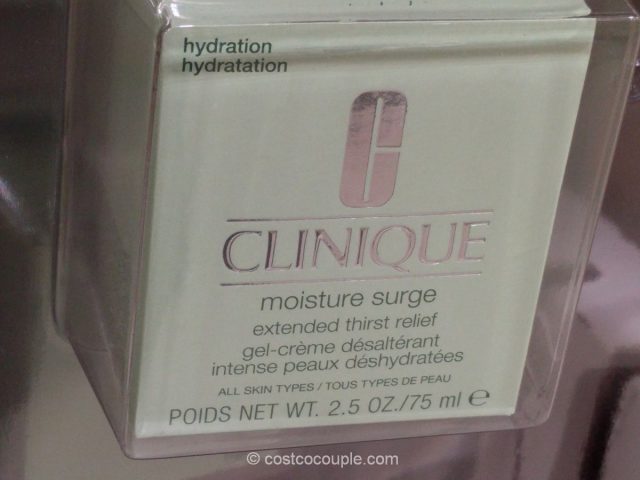 hydration
hydratation
C
CLINIQUE
moisture surge
extended thirst relief
gel-crème désaltérant
intense peaux déshydratées
ALL SKIN TYPES / TOUS TYPES DE PEAU
POIDS NET WT. 2.5 OZ./75 ml e
© costcocouple.com